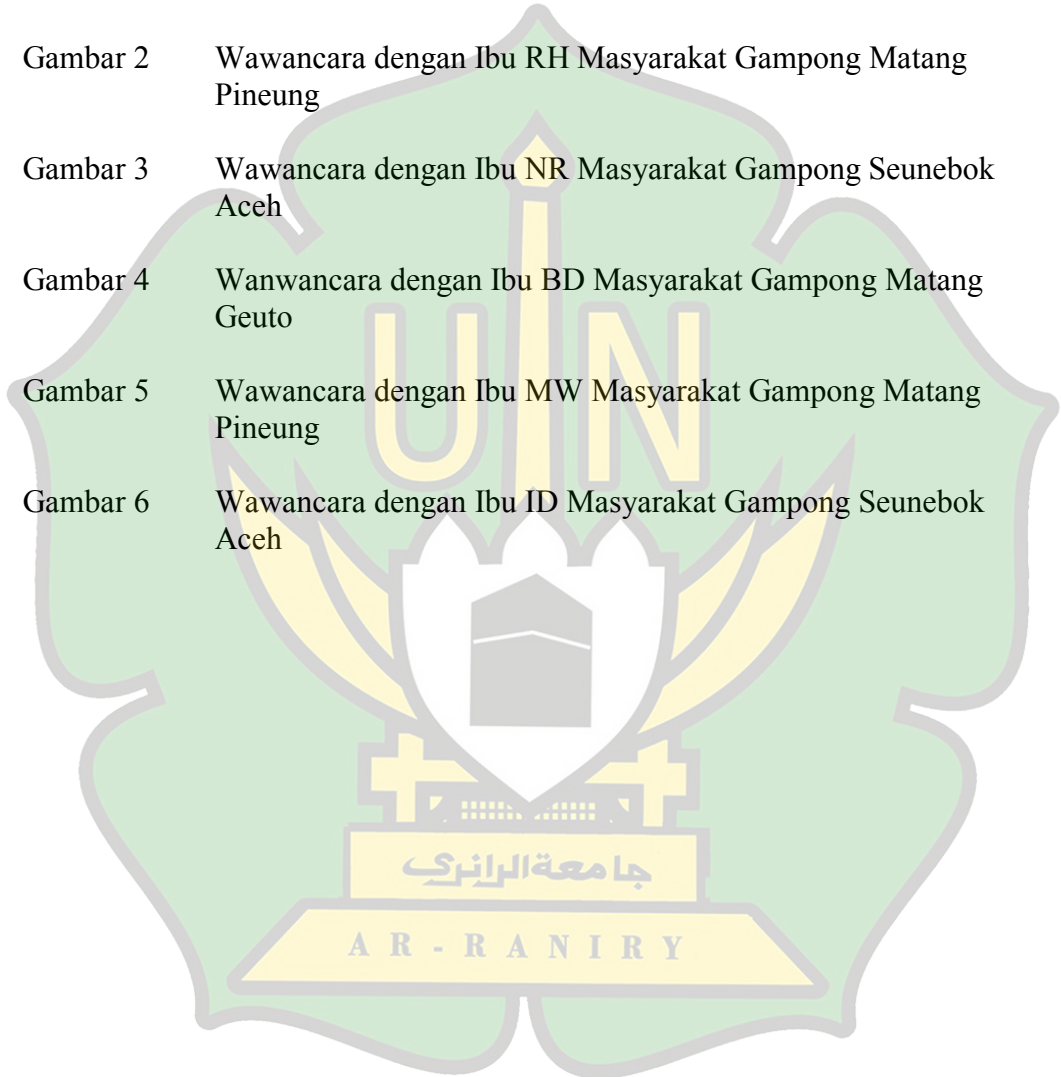 Gambar 2 Wawancara dengan Ibu RH Masyarakat Gampong Matang
Pineung
Gambar 3 Wawancara dengan Ibu NR Masyarakat Gampong Seunebok
Aceh
Gambar 4 Wanwancara dengan Ibu BD Masyarakat Gampong Matang
Geuto
Gambar 5 Wawancara dengan Ibu MW Masyarakat Gampong Matang
Pineung
Gambar 6 Wawancara dengan Ibu ID Masyarakat Gampong Seunebok
Aceh
UIN
جامعةالرانري
AR-RANIRY